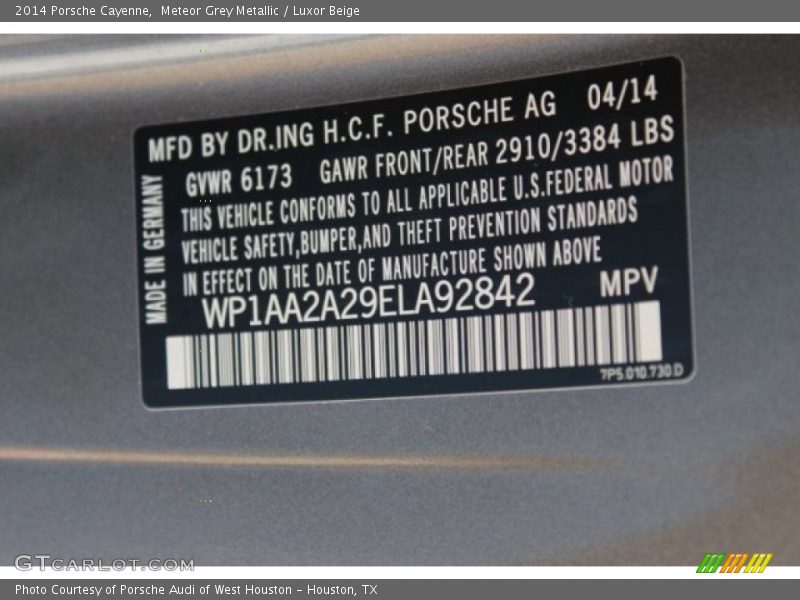 2014 Porsche Cayenne, Meteor Grey Metallic / Luxor Beige
MFD BY DR.ING H.C.F. PORSCHE AG 04/14
GVWR 6173 GAWR FRONT/REAR 2910/3384 LBS
THIS VEHICLE CONFORMS TO ALL APPLICABLE U.S.FEDERAL MOTOR
VEHICLE SAFETY,BUMPER,AND THEFT PREVENTION STANDARDS
IN EFFECT ON THE DATE OF MANUFACTURE SHOWN ABOVE
WP1AA2A29ELA92842 MPV
MADE IN GERMANY
7P5.010.730.D
GTCARLOT.COM
Photo Courtesy of Porsche Audi of West Houston - Houston, TX